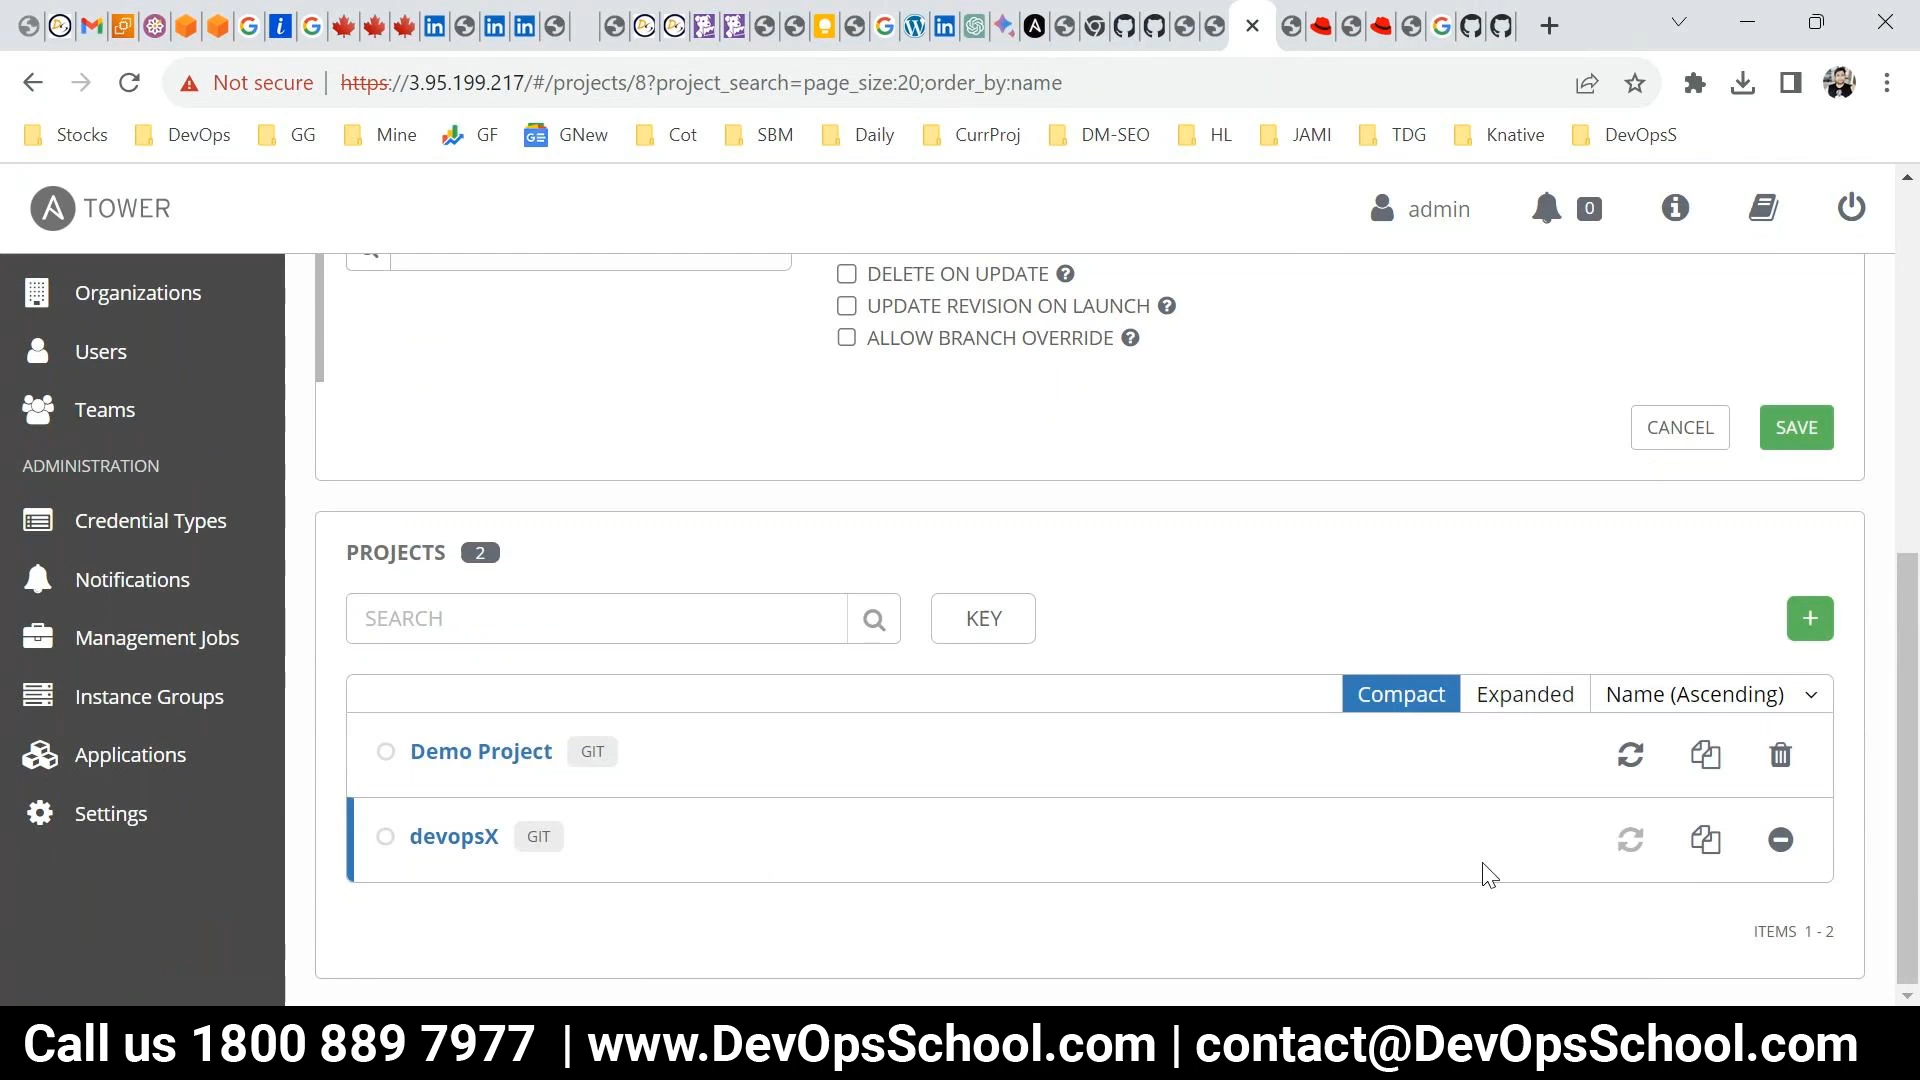 Not secure
https://3.95.199.217/#/projects/8?project_search=page_size:20;order_by:name
Stocks
DevOps
GG
Mine
GF
GNew
Cot
SBM
Daily
CurrProj
DM-SEO
HL
JAMI
TDG
Knative
DevOpsS
A TOWER
admin
0
Organizations
Users
Teams
ADMINISTRATION
Credential Types
Notifications
Management Jobs
Instance Groups
Applications
Settings
DELETE ON UPDATE
UPDATE REVISION ON LAUNCH
ALLOW BRANCH OVERRIDE
CANCEL
SAVE
PROJECTS 2
SEARCH
KEY
+
Compact
Expanded
Name (Ascending)
Demo Project GIT
devopsX GIT
ITEMS 1 - 2
Call us 1800 889 7977 | www.DevOpsSchool.com | contact@DevOpsSchool.com